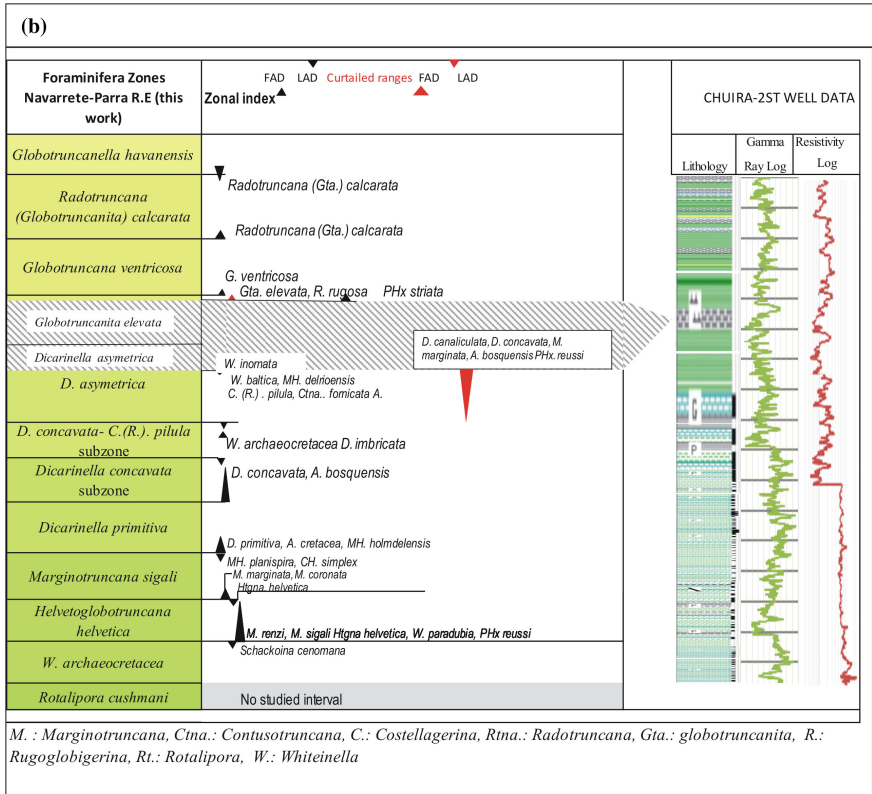 (b)
Foraminifera Zones
Navarrete-Parra R.E (this
work)
FAD LAD Curtailed ranges FAD LAD
Zonal index
CHUIRA-2ST WELL DATA
Lithology
Gamma
Ray Log
Resistivity
Log
Globotruncanella havanensis
Radotruncana (Gta.) calcarata
Radotruncana
(Globotruncanita) calcarata
Radotruncana (Gta.) calcarata
Globotruncana ventricosa
G. ventricosa
Gta. elevata, R. rugosa PHx striata
Globotruncanita elevata
D. canaliculata, D. concavata, M.
marginata, A. bosquensis PHx. reussi
Dicarinella asymetrica
W. inornata
D. asymetrica
W. baltica, MH. delrioensis
C. (R.) . pilula, Ctna.. fornicata A.
D. concavata- C.(R.). pilula
subzone
W. archaeocretacea D. imbricata
Dicarinella concavata
subzone
D. concavata, A. bosquensis
Dicarinella primitiva
D. primitiva, A. cretacea, MH. holmdelensis
MH. planispira, CH. simplex
Marginotruncana sigali
M. marginata, M. coronata
Htgna. helvetica
Helvetoglobotruncana
helvetica
M. renzi, M. sigali Htgna helvetica, W. paradubia, PHx reussi
Schackoina cenomana
W. archaeocretacea
Rotalipora cushmani
No studied interval
G
P
M. : Marginotruncana, Ctna.: Contusotruncana, C.: Costellagerina, Rtna.: Radotruncana, Gta.: globotruncanita, R.:
Rugoglobigerina, Rt.: Rotalipora, W.: Whiteinella